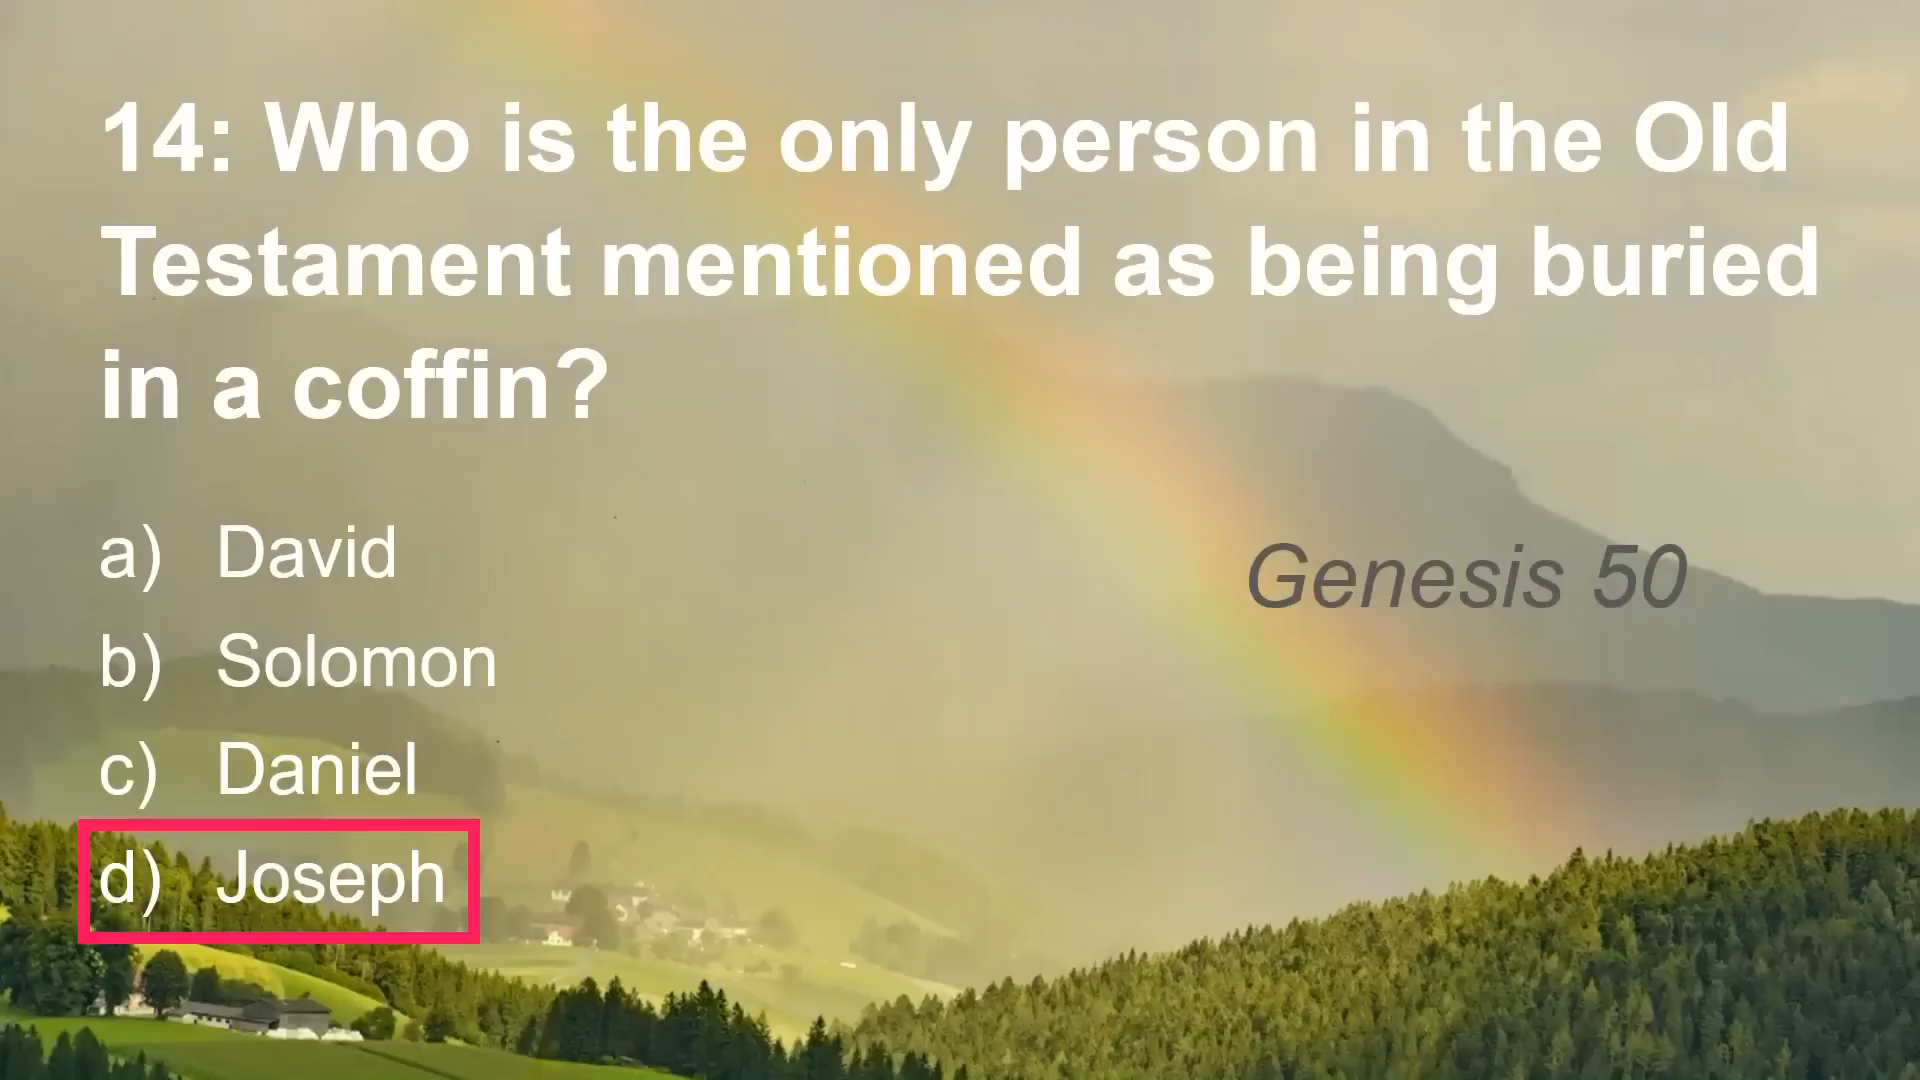 14: Who is the only person in the Old
Testament mentioned as being buried
in a coffin?
a) David
b) Solomon
c) Daniel
d) Joseph
Genesis 50